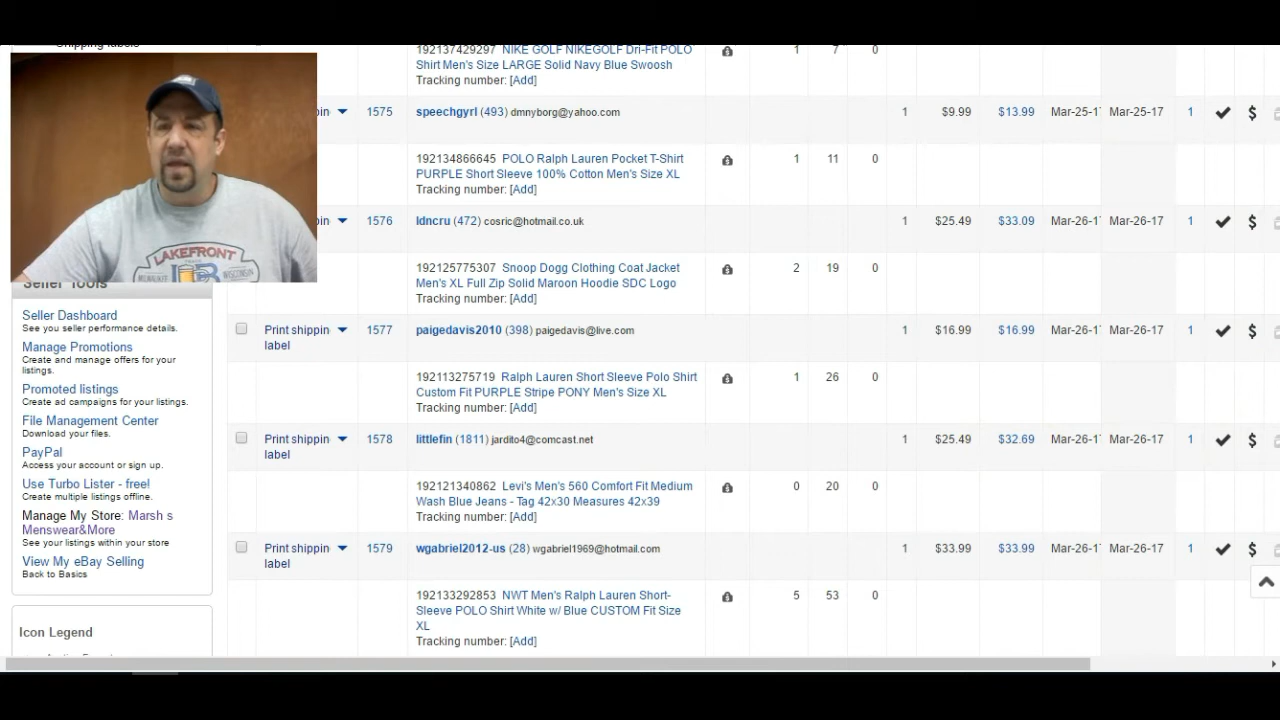 Shipping labels
192137429297 NIKE GOLF NIKEGOLF Dri-Fit POLO 1 7 0
Shirt Men's Size LARGE Solid Navy Blue Swoosh
Tracking number: [Add]
1575 speechgyrl (493) dmnyborg@yahoo.com 1 $9.99 $13.99 Mar-25-17 Mar-25-17 1 $
192134866645 POLO Ralph Lauren Pocket T-Shirt 1 11 0
PURPLE Short Sleeve 100% Cotton Men's Size XL
Tracking number: [Add]
1576 ldncru (472) cosric@hotmail.co.uk 1 $25.49 $33.09 Mar-26-17 Mar-26-17 1 $
192125775307 Snoop Dogg Clothing Coat Jacket 2 19 0
Men's XL Full Zip Solid Maroon Hoodie SDC Logo
Tracking number: [Add]
LAKEFRONT
MILWAUKEE WISCONSIN
Seller Tools
Seller Dashboard
See you seller performance details.
Manage Promotions
Create and manage offers for your
listings.
Promoted listings
Create ad campaigns for your listings.
File Management Center
Download your files.
PayPal
Access your account or sign up.
Use Turbo Lister - free!
Create multiple listings offline.
Manage My Store: Marsh s
Menswear&More
See your listings within your store
View My eBay Selling
Back to Basics
Icon Legend
Print shippin 1577 paigedavis2010 (398) paigedavis@live.com 1 $16.99 $16.99 Mar-26-17 Mar-26-17 1 $
label
192113275719 Ralph Lauren Short Sleeve Polo Shirt 1 26 0
Custom Fit PURPLE Stripe PONY Men's Size XL
Tracking number: [Add]
Print shippin 1578 littlefin (1811) jardito4@comcast.net 1 $25.49 $32.69 Mar-26-17 Mar-26-17 1 $
label
192121340862 Levi's Men's 560 Comfort Fit Medium 0 20 0
Wash Blue Jeans - Tag 42x30 Measures 42x39
Tracking number: [Add]
Print shippin 1579 wgabriel2012-us (28) wgabriel1969@hotmail.com 1 $33.99 $33.99 Mar-26-17 Mar-26-17 1 $
label
192133292853 NWT Men's Ralph Lauren Short- 5 53 0
Sleeve POLO Shirt White w/ Blue CUSTOM Fit Size
XL
Tracking number: [Add]